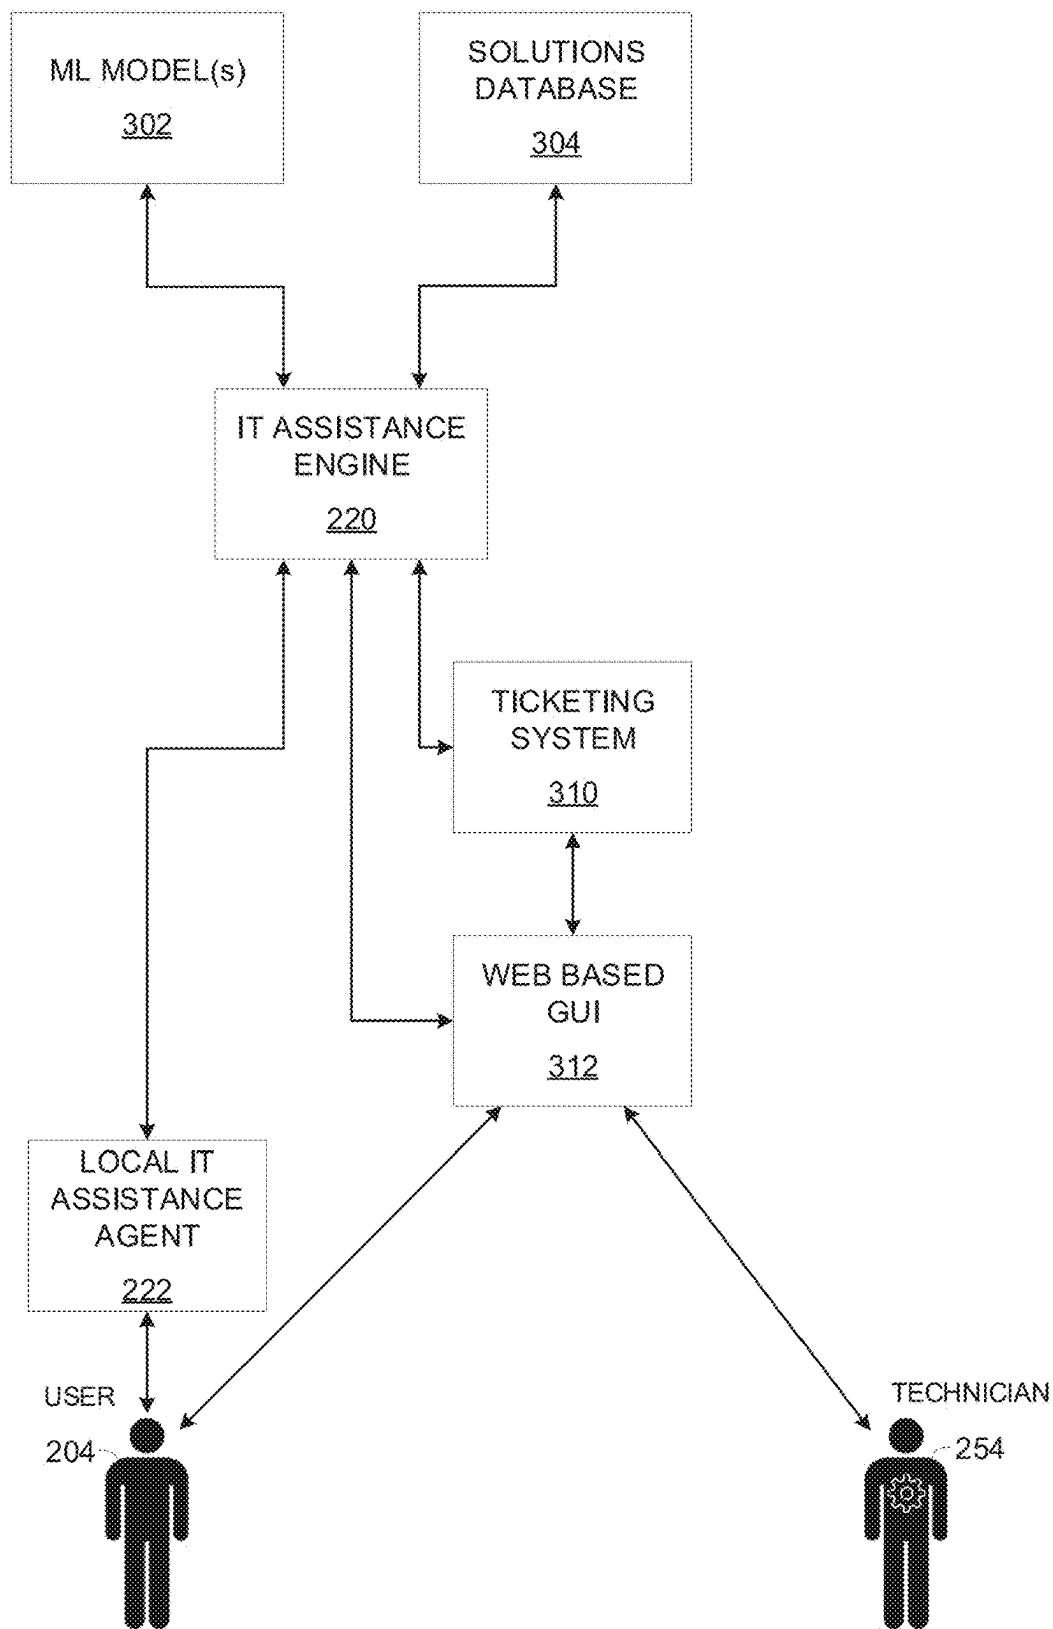 ML MODEL(s)
302
SOLUTIONS
DATABASE
304
IT ASSISTANCE
ENGINE
220
TICKETING
SYSTEM
310
WEB BASED
GUI
312
LOCAL IT
ASSISTANCE
AGENT
222
USER
204
TECHNICIAN
254